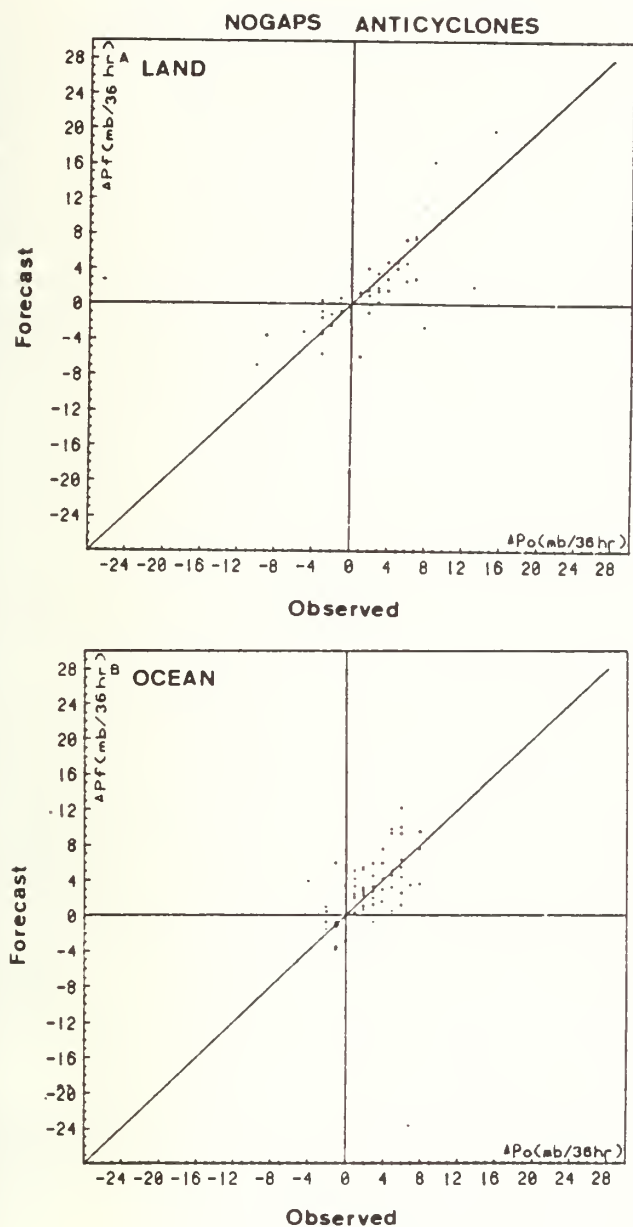 NOGAPS ANTICYCLONES
A LAND
ΔPf(mb/36 hr)
28
24
20
16
12
8
4
0
-4
-8
-12
-16
-20
-24
Forecast
ΔPo(mb/36hr)
-24 -20 -16 -12 -8 -4 0 4 8 12 16 20 24 28
Observed
B OCEAN
ΔPf(mb/36 hr)
28
24
20
16
12
8
4
0
-4
-8
-12
-16
-20
-24
Forecast
ΔPo(mb/36hr)
-24 -20 -16 -12 -8 -4 0 4 8 12 16 20 24 28
Observed